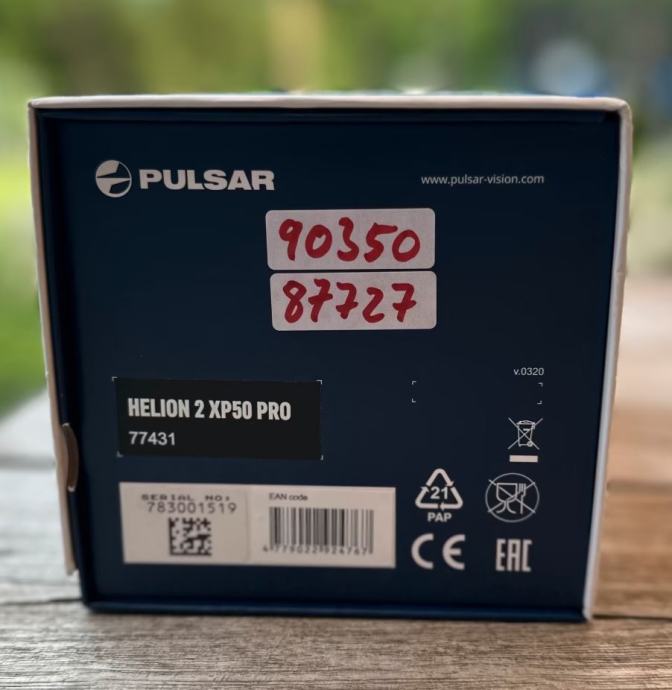 PULSAR
www.pulsar-vision.com
90350
87727
v.0320
HELION 2 XP50 PRO
77431
SERIAL NO:
783001519
EAN code
4779022924767
21
PAP
CE
EAC